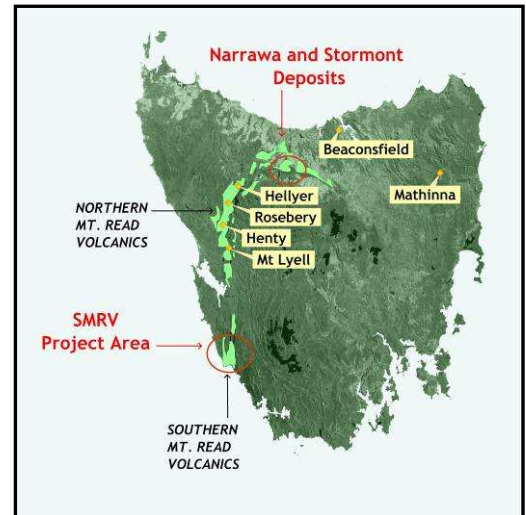 Narrawa and Stormont
Deposits
Beaconsfield
Mathinna
Hellyer
Rosebery
Henty
Mt Lyell
NORTHERN
MT. READ
VOLCANICS
SMRV
Project Area
SOUTHERN
MT. READ
VOLCANICS